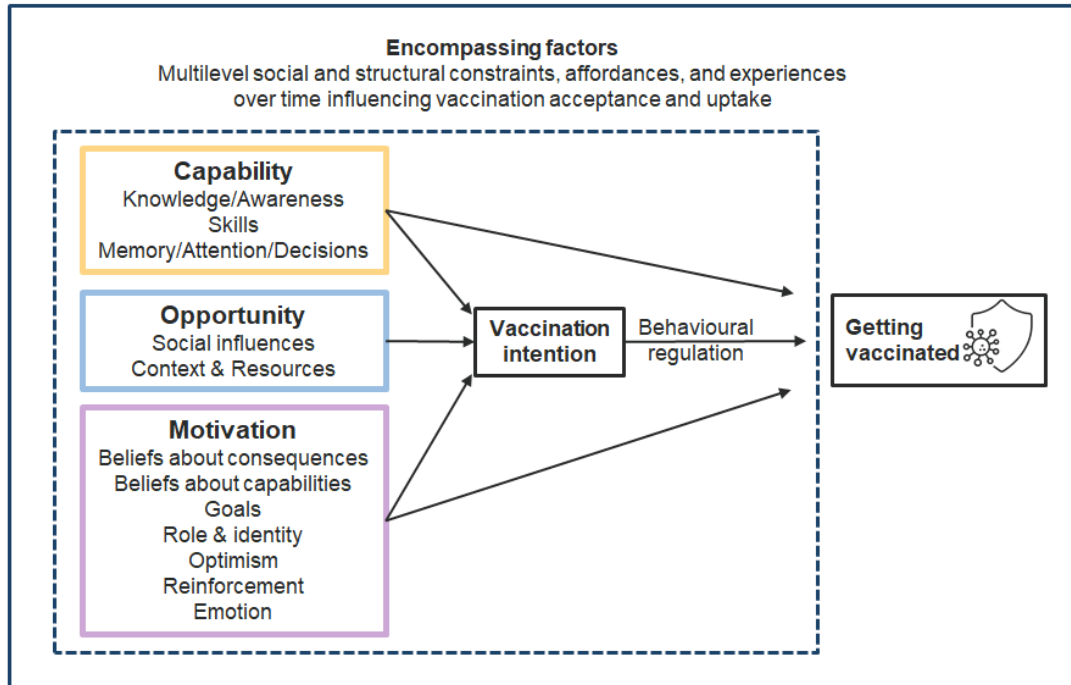 Encompassing factors
Multilevel social and structural constraints, affordances, and experiences
over time influencing vaccination acceptance and uptake
Capability
Knowledge/Awareness
Skills
Memory/Attention/Decisions
Opportunity
Social influences
Context & Resources
Motivation
Beliefs about consequences
Beliefs about capabilities
Goals
Role & identity
Optimism
Reinforcement
Emotion
Vaccination
intention
Behavioural
regulation
Getting
vaccinated